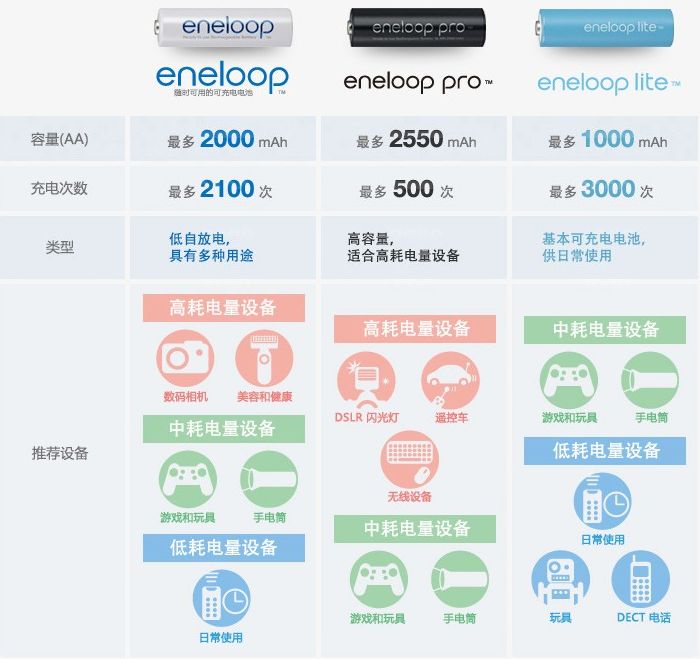 eneloop
eneloop pro
eneloop lite
eneloop™
随时可用的可充电电池
eneloop pro™
eneloop lite™
容量(AA)
最多 2000 mAh
最多 2550 mAh
最多 1000 mAh
充电次数
最多 2100 次
最多 500 次
最多 3000 次
类型
低自放电,
具有多种用途
高容量,
适合高耗电量设备
基本可充电电池,
供日常使用
推荐设备
高耗电量设备
数码相机
美容和健康
中耗电量设备
游戏和玩具
手电筒
低耗电量设备
日常使用
高耗电量设备
DSLR 闪光灯
遥控车
无线设备
中耗电量设备
游戏和玩具
手电筒
中耗电量设备
游戏和玩具
手电筒
低耗电量设备
日常使用
玩具
DECT 电话